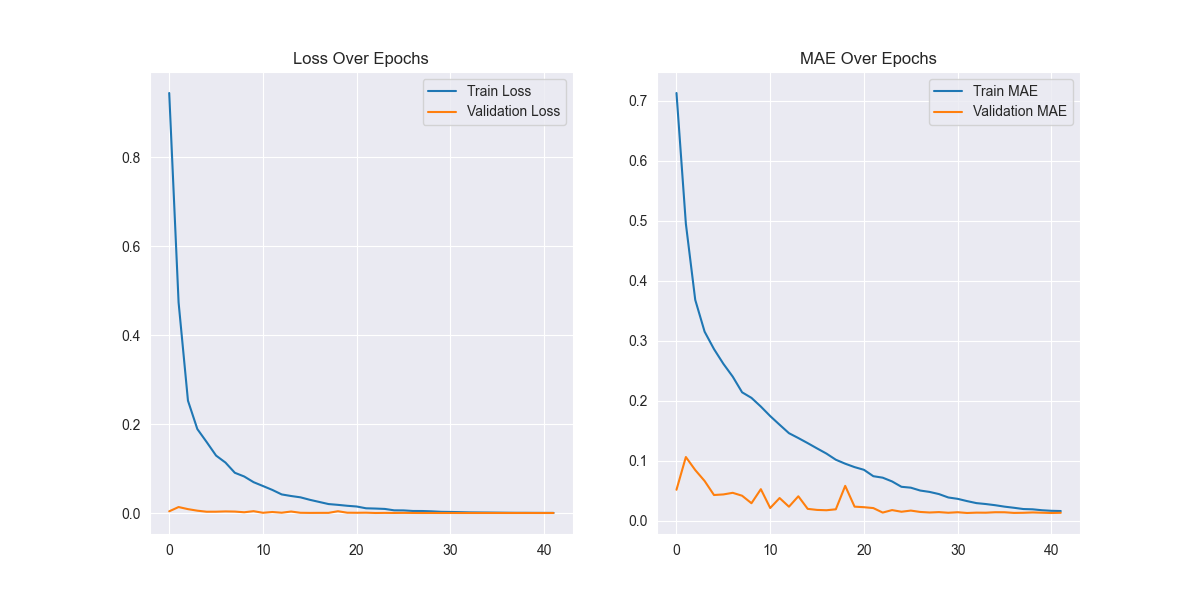 Loss Over Epochs
Train Loss
Validation Loss
0.8
0.6
0.4
0.2
0.0
0 10 20 30 40
MAE Over Epochs
Train MAE
Validation MAE
0.7
0.6
0.5
0.4
0.3
0.2
0.1
0.0
0 10 20 30 40